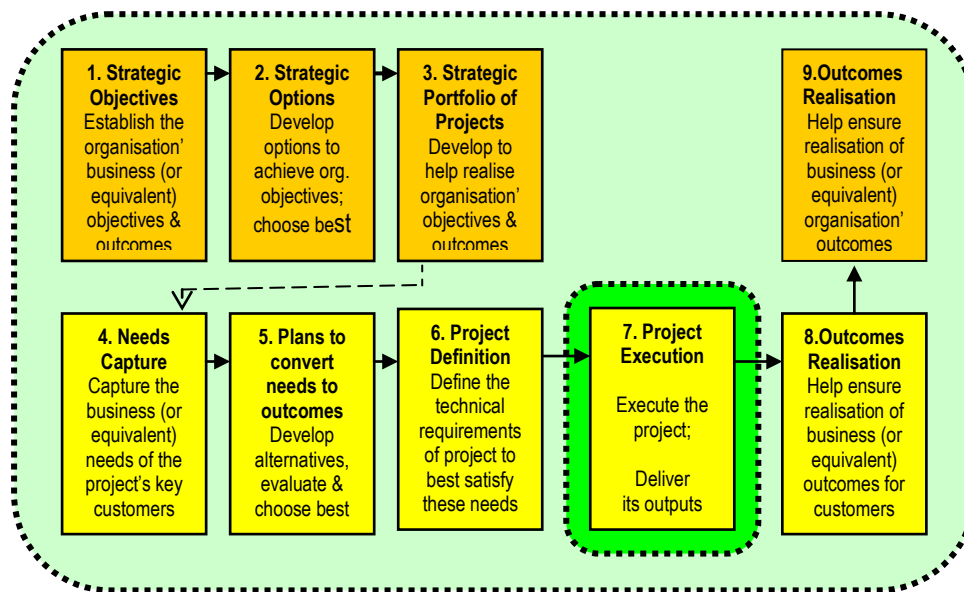 1. Strategic
Objectives
Establish the
organisation'
business (or
equivalent)
objectives &
outcomes
2. Strategic
Options
Develop
options to
achieve org.
objectives;
choose best
3. Strategic
Portfolio of
Projects
Develop to
help realise
organisation'
objectives &
outcomes
9.Outcomes
Realisation
Help ensure
realisation of
business (or
equivalent)
organisation'
outcomes
4. Needs
Capture
Capture the
business (or
equivalent)
needs of the
project's key
customers
5. Plans to
convert
needs to
outcomes
Develop
alternatives,
evaluate &
choose best
6. Project
Definition
Define the
technical
requirements
of project to
best satisfy
these needs
7. Project
Execution
Execute the
project;
Deliver
its outputs
8.Outcomes
Realisation
Help ensure
realisation of
business (or
equivalent)
outcomes for
customers